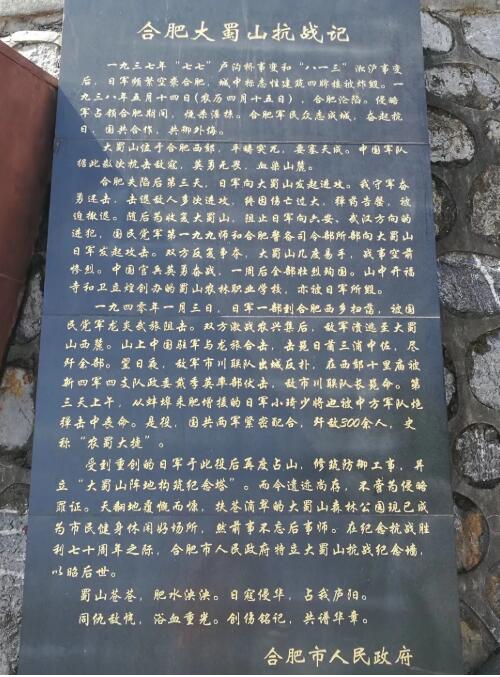 合肥大蜀山抗战记
一九三七年“七七”卢沟桥事变和“八一三”淞沪事变
后，日军频繁空袭合肥，城中标志性建筑四牌楼被炸毁。一
九三八年五月十四日(农历四月十五日)，合肥沦陷。侵略
军占领合肥期间，烧杀淫掠。合肥军民众志成城，奋起抗
日，国共合作，共御外侮。
大蜀山位于合肥西郊，平畴突兀，要塞天成。中国军队
借此数次抗击敌寇，英勇无畏，血染山麓。
合肥失陷后第三天，日军向大蜀山发起进攻。我守军奋
勇还击，击退敌人多次进攻，终因伤亡过大，弹药告罄，被
迫撤退。随后为收复大蜀山，阻止日军向六安、武汉方向的
进犯，国民党军第一九九师和合肥警备司令部所部向大蜀山
日军发起攻击。双方反复争夺，大蜀山几度易手，战事空前
惨烈。中国官兵英勇奋战，一周后全部壮烈殉国。山中开福
寺和卫立煌创办的蜀山农林职业学校，亦被日军所毁。
一九四零年一月三日，日军一部到合肥西乡扫荡，被国
民党军龙炎武旅阻击。双方激战农兴集后，敌军溃逃至大蜀
山西麓。山上中国驻军与龙旅合击，击毙日酋三浦中佐，尽
歼余部。翌日夜，敌军市川联队出城反扑，在西郊十里庙被
新四军四支队政委戴季英率部伏击，敌市川联队长毙命。第
三天上午，从蚌埠来肥增援的日军小琦少将也被中方军队炮
弹击中丧命。是役，国共两军紧密配合，歼敌300余人，史
称“农蜀大捷”。
受到重创的日军于此役后再度占山，修筑防御工事，并
立“大蜀山阵地构筑纪念塔”。而今遗迹尚存，不啻为侵略
罪证。天翻地覆慨而慷，扶苍滴翠的大蜀山森林公园现已成
为市民健身休闲好场所，然前事不忘后事师。在纪念抗战胜
利七十周年之际，合肥市人民政府特立大蜀山抗战纪念墙，
以昭后世。
蜀山苍苍，肥水泱泱。日寇侵华，占我庐阳。
同仇敌忾，浴血重光。创伤铭记，共谱华章。
合肥市人民政府